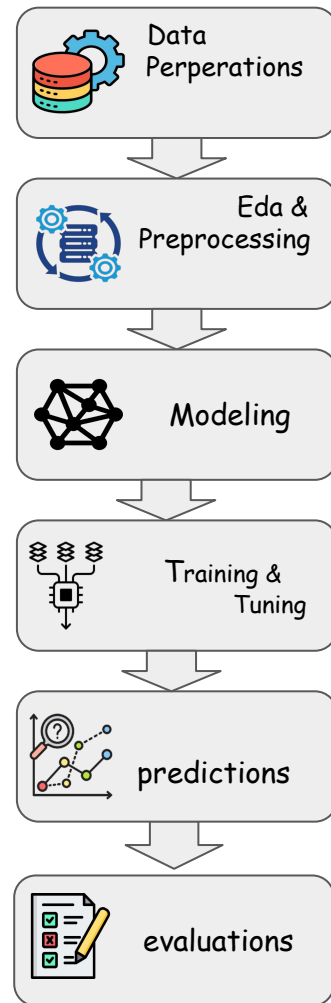 Data
Perperations
Eda &
Preprocessing
Modeling
Training &
Tuning
?
predictions
evaluations